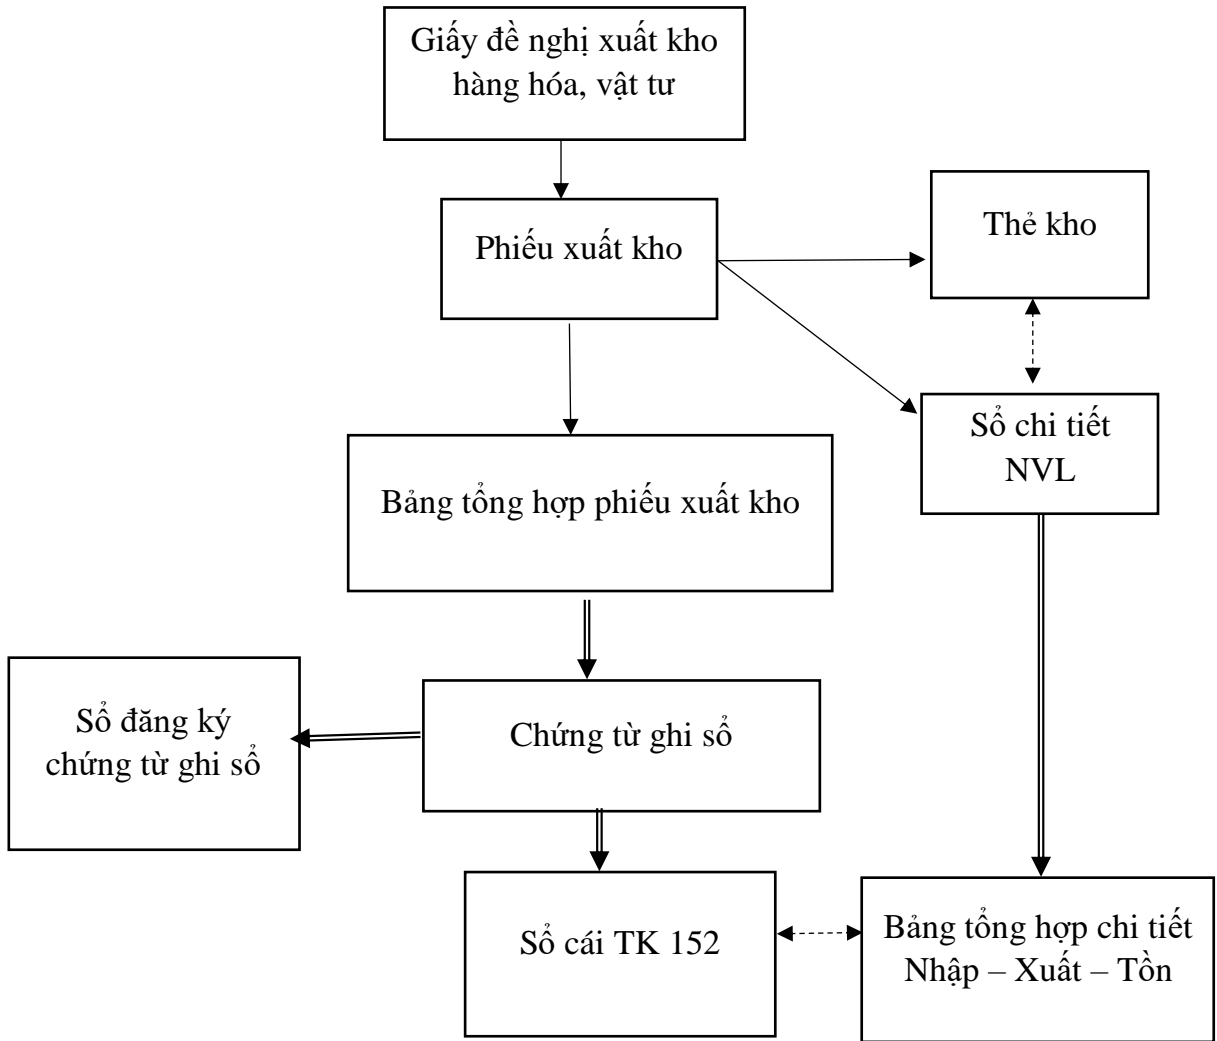 Giấy đề nghị xuất kho
hàng hóa, vật tư
Phiếu xuất kho
Thẻ kho
Sổ chi tiết
NVL
Bảng tổng hợp phiếu xuất kho
Sổ đăng ký
chứng từ ghi sổ
Chứng từ ghi sổ
Sổ cái TK 152
Bảng tổng hợp chi tiết
Nhập – Xuất – Tồn